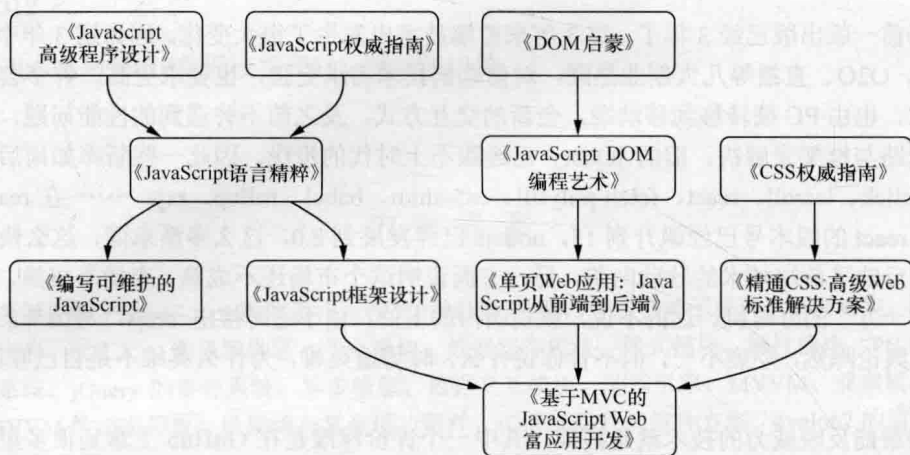 《JavaScript
高级程序设计》
《JavaScript权威指南》
《DOM启蒙》
《JavaScript语言精粹》
《JavaScript DOM
编程艺术》
《CSS权威指南》
《编写可维护的
JavaScript》
《JavaScript框架设计》
《单页Web应用：Java
Script从前端到后端》
《精通CSS:高级Web
标准解决方案》
《基于MVC的
JavaScript Web
富应用开发》